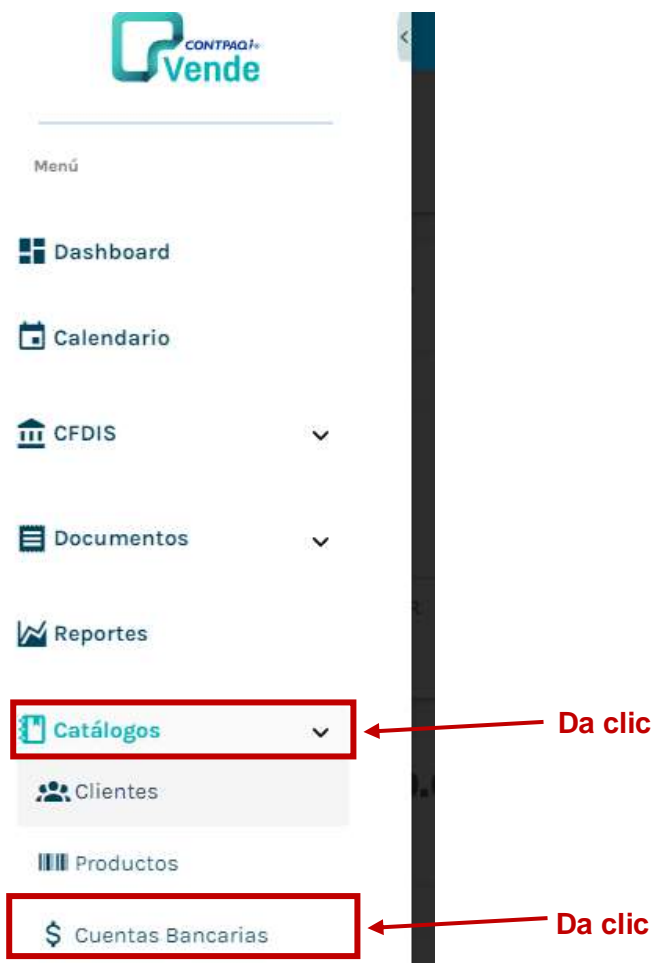 CONTPAQi
Vende
Menú
Dashboard
Calendario
CFDIS
Documentos
Reportes
Catálogos
Da clic
Clientes
Productos
Cuentas Bancarias
Da clic